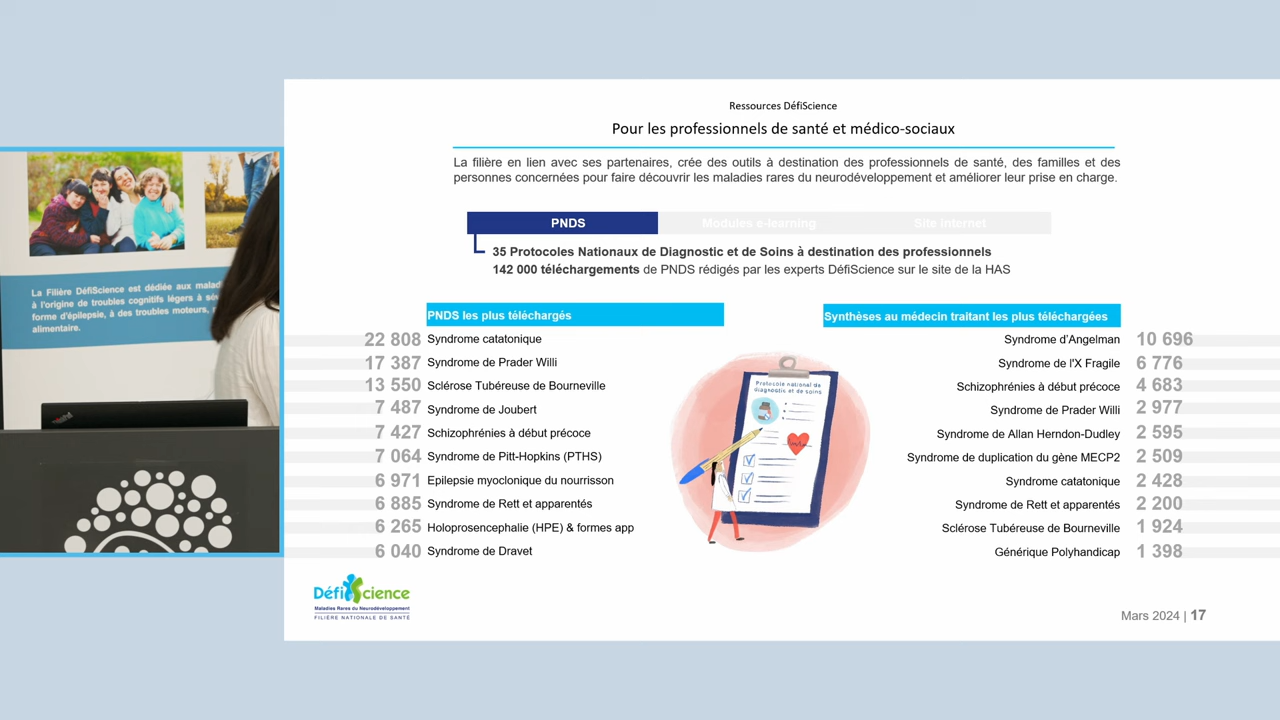 Ressources DéfiScience
Pour les professionnels de santé et médico-sociaux
La filière en lien avec ses partenaires, crée des outils à destination des professionnels de santé, des familles et des
personnes concernées pour faire découvrir les maladies rares du neurodéveloppement et améliorer leur prise en charge.
PNDS Modules e-learning Site internet
35 Protocoles Nationaux de Diagnostic et de Soins à destination des professionnels
142 000 téléchargements de PNDS rédigés par les experts DéfiScience sur le site de la HAS
La Filière DéfiScience est dédiée aux malad
à l'origine de troubles cognitifs légers à sév
forme d'épilepsie, à des troubles moteurs,
alimentaire.
ThinkPad
PNDS les plus téléchargés
22 808 Syndrome catatonique
17 387 Syndrome de Prader Willi
13 550 Sclérose Tubéreuse de Bourneville
7 487 Syndrome de Joubert
7 427 Schizophrénies à début précoce
7 064 Syndrome de Pitt-Hopkins (PTHS)
6 971 Epilepsie myoclonique du nourrisson
6 885 Syndrome de Rett et apparentés
6 265 Holoprosencephalie (HPE) & formes app
6 040 Syndrome de Dravet
Protocole national de
diagnostic et de soins
Synthèses au médecin traitant les plus téléchargées
Syndrome d'Angelman 10 696
Syndrome de l'X Fragile 6 776
Schizophrénies à début précoce 4 683
Syndrome de Prader Willi 2 977
Syndrome de Allan Herndon-Dudley 2 595
Syndrome de duplication du gène MECP2 2 509
Syndrome catatonique 2 428
Syndrome de Rett et apparentés 2 200
Sclérose Tubéreuse de Bourneville 1 924
Générique Polyhandicap 1 398
DéfiScience
Maladies Rares du Neurodéveloppement
FILIÈRE NATIONALE DE SANTÉ
Mars 2024 | 17